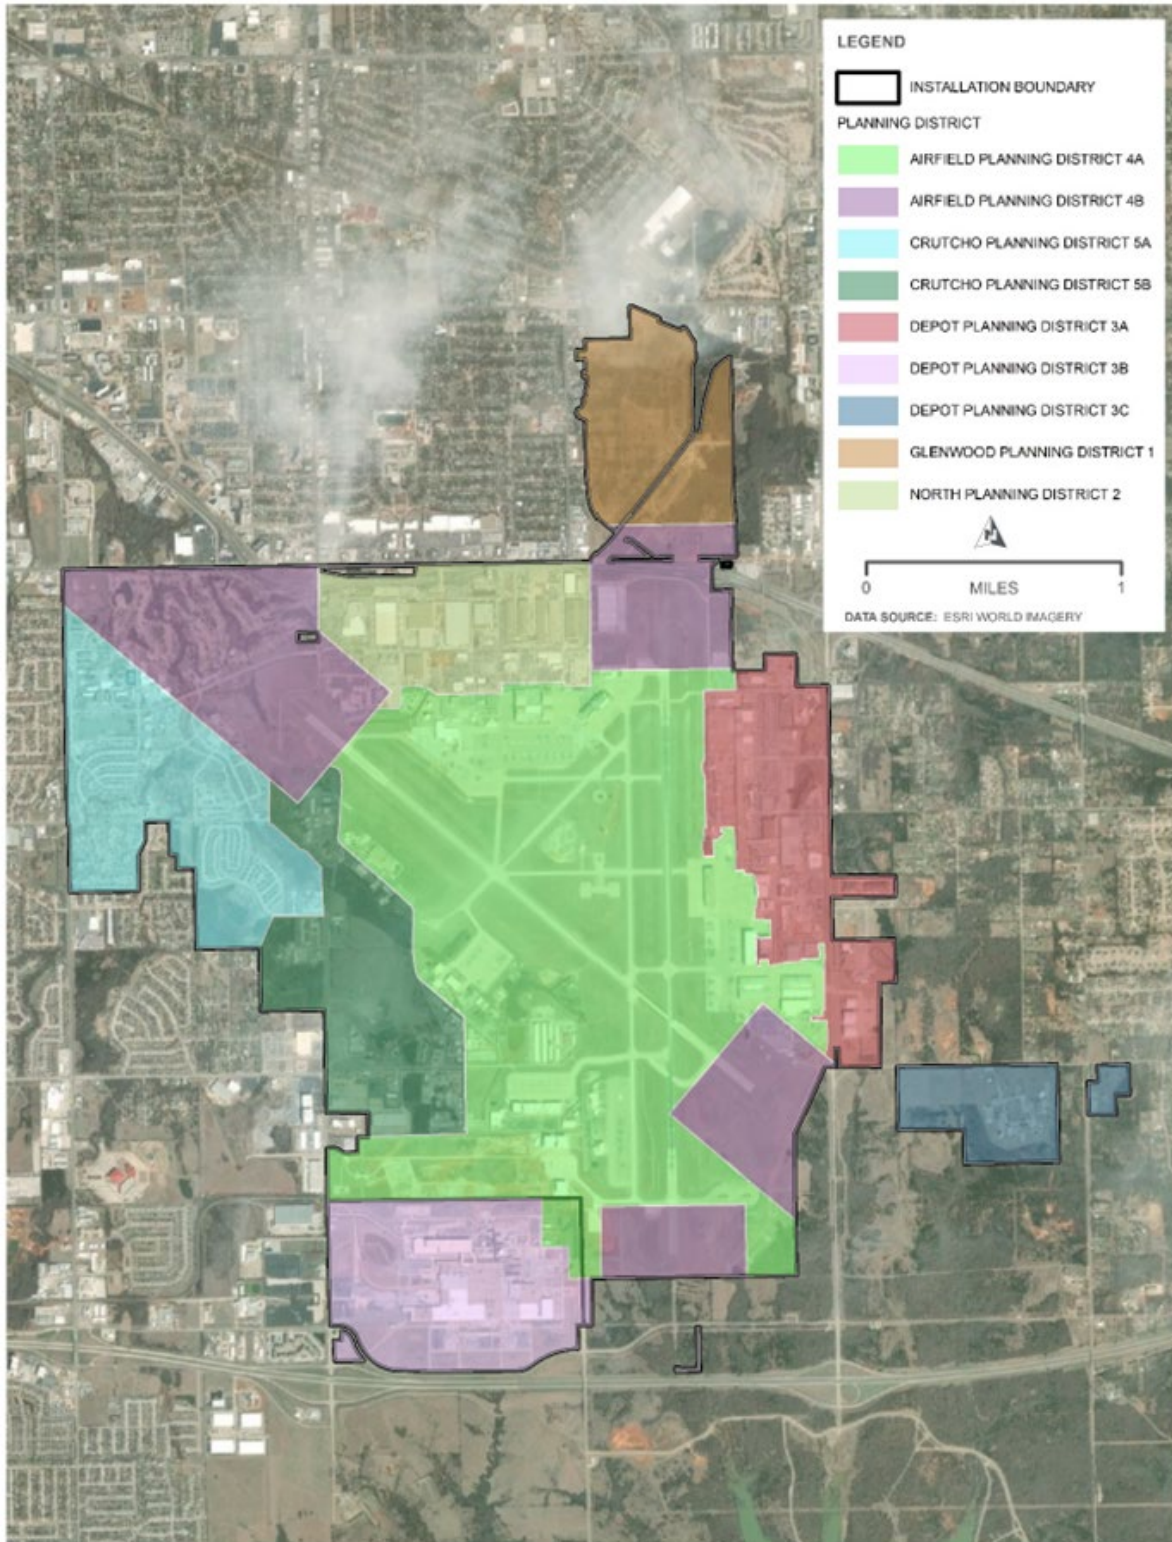 LEGEND
INSTALLATION BOUNDARY
PLANNING DISTRICT
AIRFIELD PLANNING DISTRICT 4A
AIRFIELD PLANNING DISTRICT 4B
CRUTCHO PLANNING DISTRICT 5A
CRUTCHO PLANNING DISTRICT 5B
DEPOT PLANNING DISTRICT 3A
DEPOT PLANNING DISTRICT 3B
DEPOT PLANNING DISTRICT 3C
GLENWOOD PLANNING DISTRICT 1
NORTH PLANNING DISTRICT 2
N
0 MILES 1
DATA SOURCE: ESRI WORLD IMAGERY